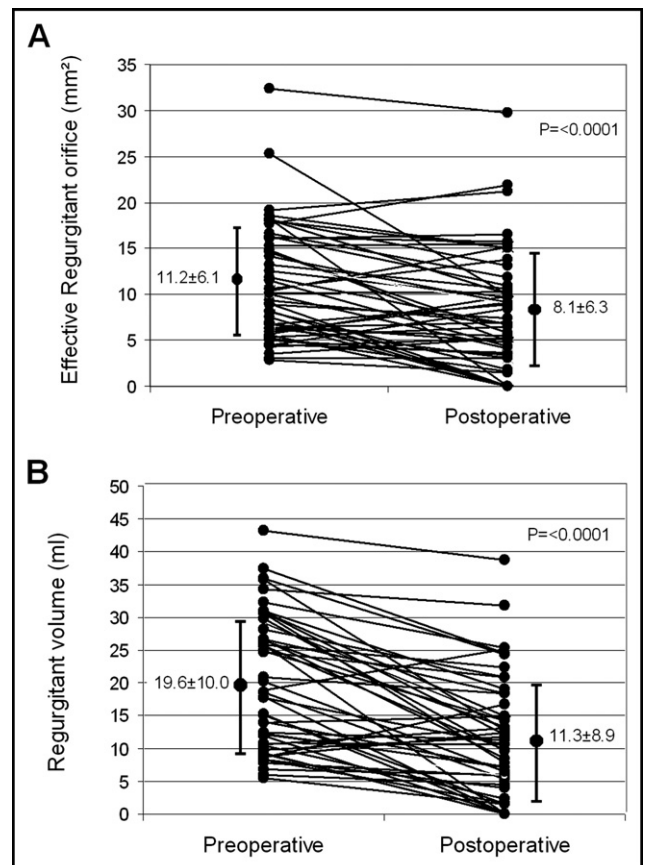 A
Effective Regurgitant orifice (mm²)
35
30
25
20
15
10
5
0
P=<0.0001
11.2±6.1
8.1±6.3
Preoperative Postoperative
B
Regurgitant volume (ml)
50
45
40
35
30
25
20
15
10
5
0
P=<0.0001
19.6±10.0
11.3±8.9
Preoperative Postoperative